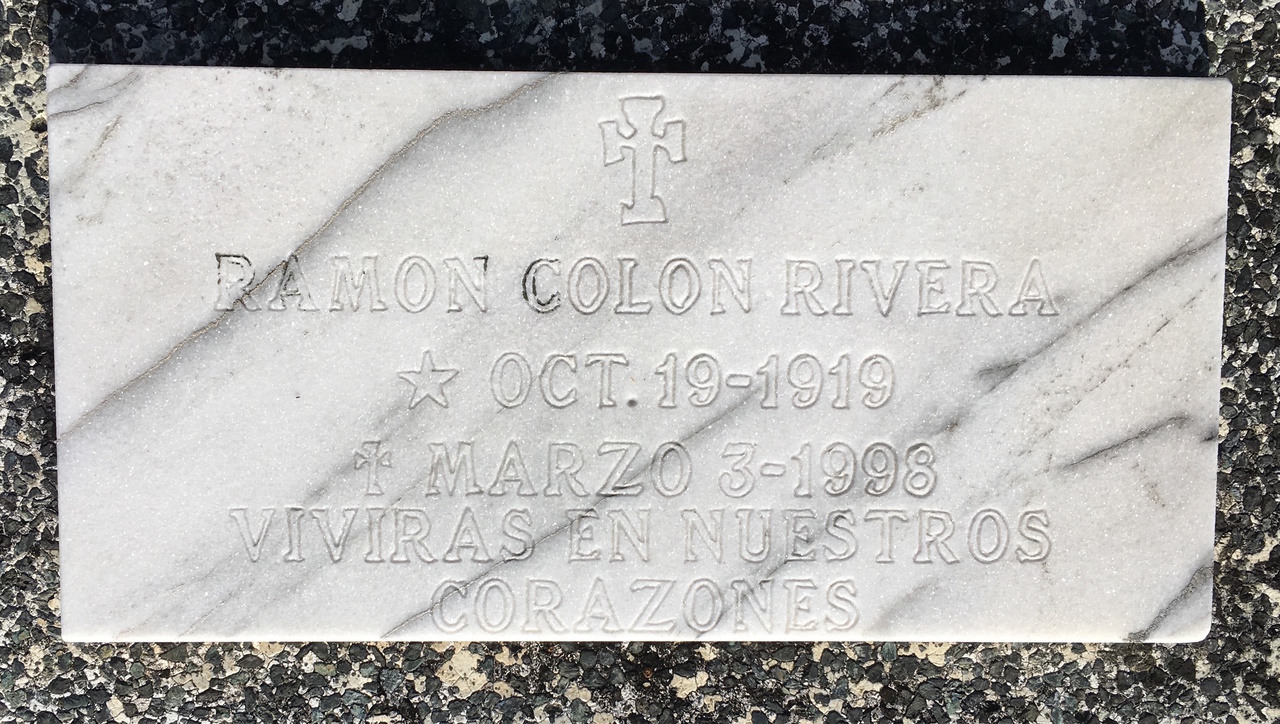 RAMON COLON RIVERA
☆ OCT. 19-1919
✝ MARZO 3-1998
VIVIRAS EN NUESTROS
CORAZONES